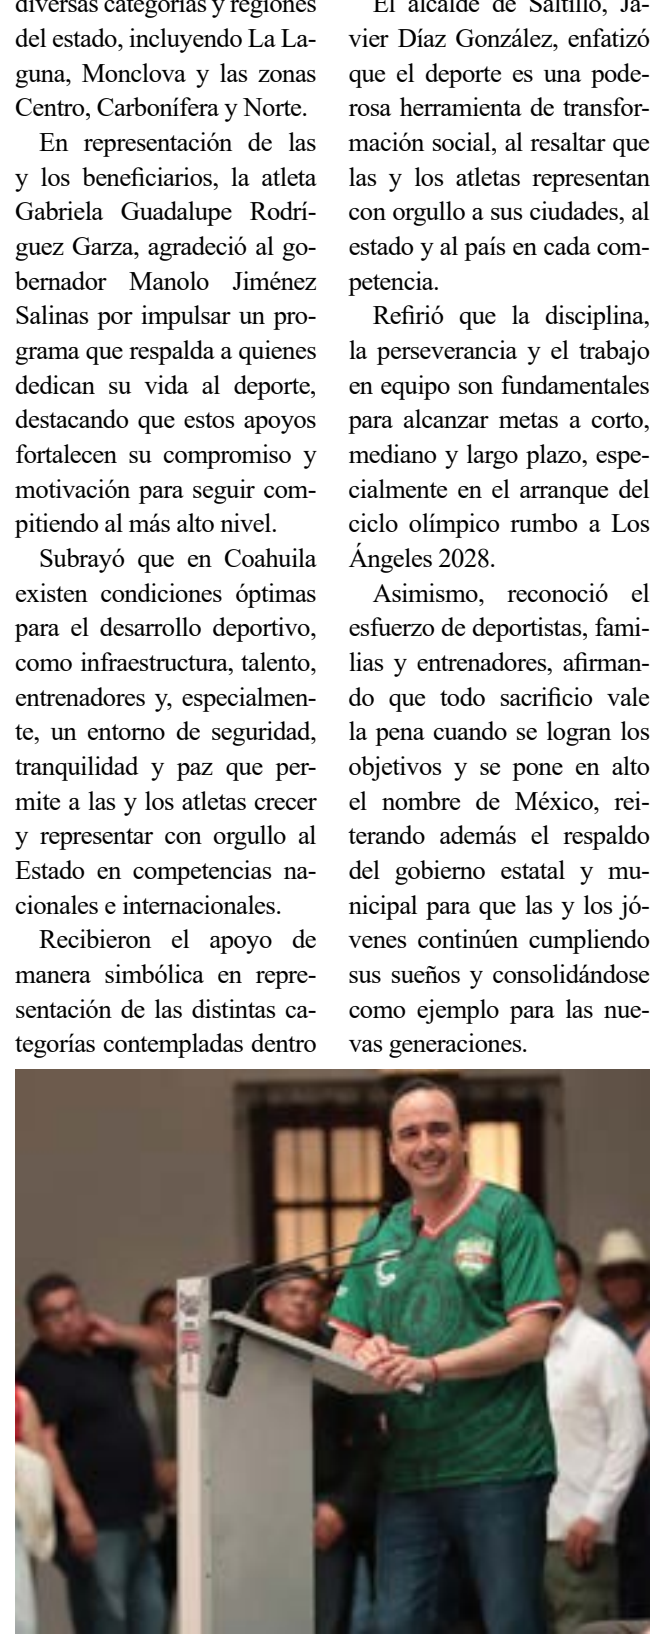 diversas categorías y regiones
del estado, incluyendo La La-
guna, Monclova y las zonas
Centro, Carbonífera y Norte.
En representación de las
y los beneficiarios, la atleta
Gabriela Guadalupe Rodrí-
guez Garza, agradeció al go-
bernador Manolo Jiménez
Salinas por impulsar un pro-
grama que respalda a quienes
dedican su vida al deporte,
destacando que estos apoyos
fortalecen su compromiso y
motivación para seguir com-
pitiendo al más alto nivel.
Subrayó que en Coahuila
existen condiciones óptimas
para el desarrollo deportivo,
como infraestructura, talento,
entrenadores y, especialmen-
te, un entorno de seguridad,
tranquilidad y paz que per-
mite a las y los atletas crecer
y representar con orgullo al
Estado en competencias na-
cionales e internacionales.
Recibieron el apoyo de
manera simbólica en repre-
sentación de las distintas ca-
tegorías contempladas dentro
El alcalde de Saltillo, Ja-
vier Díaz González, enfatizó
que el deporte es una pode-
rosa herramienta de transfor-
mación social, al resaltar que
las y los atletas representan
con orgullo a sus ciudades, al
estado y al país en cada com-
petencia.
Refirió que la disciplina,
la perseverancia y el trabajo
en equipo son fundamentales
para alcanzar metas a corto,
mediano y largo plazo, espe-
cialmente en el arranque del
ciclo olímpico rumbo a Los
Ángeles 2028.
Asimismo, reconoció el
esfuerzo de deportistas, fami-
lias y entrenadores, afirman-
do que todo sacrificio vale
la pena cuando se logran los
objetivos y se pone en alto
el nombre de México, rei-
terando además el respaldo
del gobierno estatal y mu-
nicipal para que las y los jó-
venes continúen cumpliendo
sus sueños y consolidándose
como ejemplo para las nue-
vas generaciones.